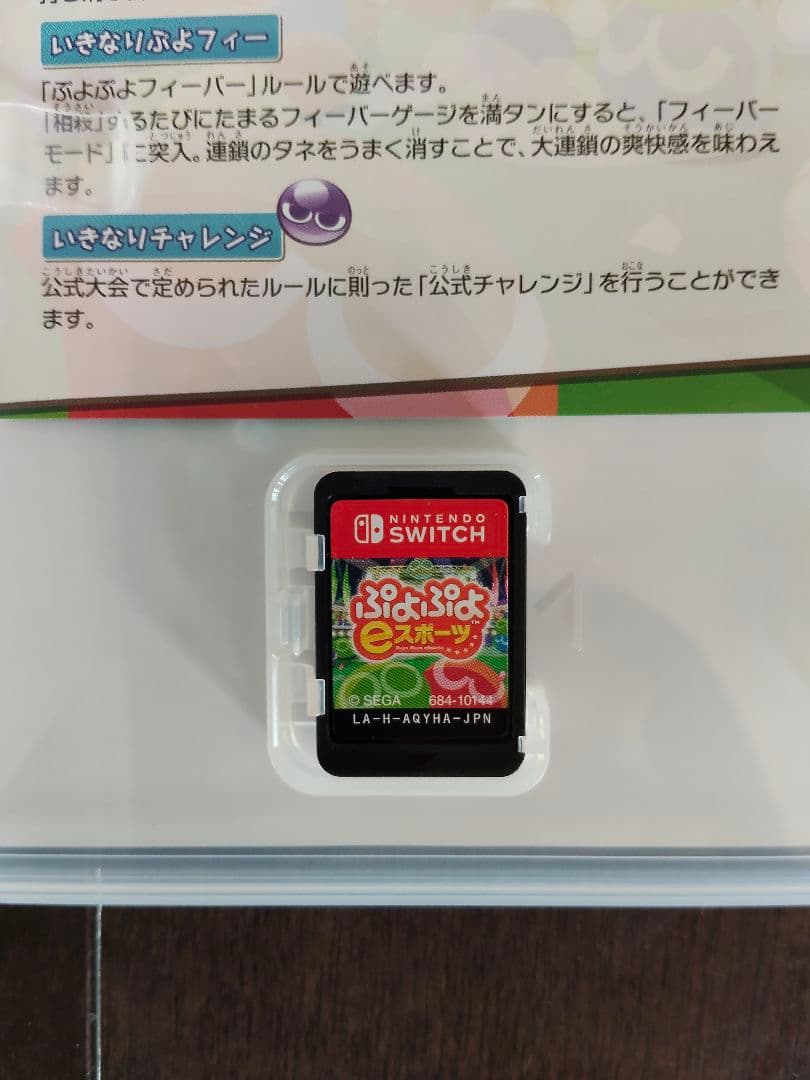 いきなりぷよフィー
「ぷよぷよフィーバー」ルールで遊べます。
「相殺」するたびにたまるフィーバーゲージを満タンにすると、「フィーバー
モード」に突入。連鎖のタネをうまく消すことで、大連鎖の爽快感を味わえ
ます。
いきなりチャレンジ
公式大会で定められたルールに則った「公式チャレンジ」を行うことができ
ます。
NINTENDO
SWITCH
ぷよぷよ
eスポーツ™
Puyo Puyo eSports
© SEGA 684-10144
LA-H-AQYHA-JPN